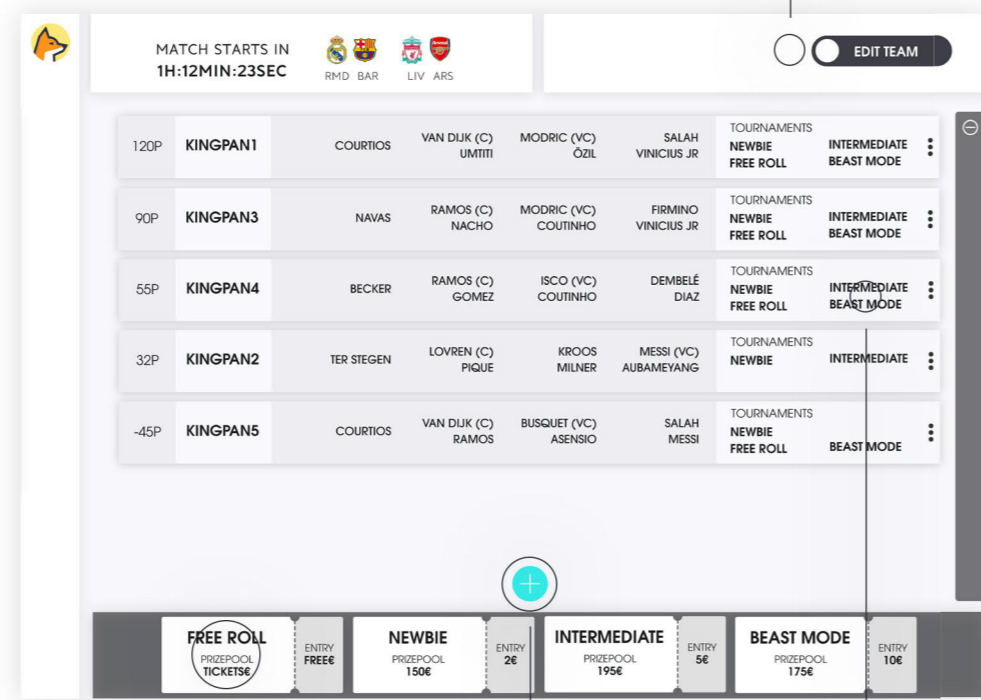 MATCH STARTS IN
1H:12MIN:23SEC
RMD BAR LIV ARS
EDIT TEAM
120P KINGPAN1 COURTIOS
VAN DIJK (C)
UMTITI
MODRIC (VC)
ÖZIL
SALAH
VINICIUS JR
TOURNAMENTS
NEWBIE INTERMEDIATE
FREE ROLL BEAST MODE
90P KINGPAN3 NAVAS
RAMOS (C)
NACHO
MODRIC (VC)
COUTINHO
FIRMINO
VINICIUS JR
TOURNAMENTS
NEWBIE INTERMEDIATE
FREE ROLL BEAST MODE
55P KINGPAN4 BECKER
RAMOS (C)
GOMEZ
ISCO (VC)
COUTINHO
DEMBELÉ
DIAZ
TOURNAMENTS
NEWBIE INTERMEDIATE
FREE ROLL BEAST MODE
32P KINGPAN2 TER STEGEN
LOVREN (C)
PIQUE
KROOS
MILNER
MESSI (VC)
AUBAMEYANG
TOURNAMENTS
NEWBIE INTERMEDIATE
-45P KINGPAN5 COURTIOS
VAN DIJK (C)
RAMOS
BUSQUET (VC)
ASENSIO
SALAH
MESSI
TOURNAMENTS
NEWBIE
FREE ROLL BEAST MODE
FREE ROLL
PRIZEPOOL
TICKETS€
ENTRY
FREE€
NEWBIE
PRIZEPOOL
150€
ENTRY
2€
INTERMEDIATE
PRIZEPOOL
195€
ENTRY
5€
BEAST MODE
PRIZEPOOL
175€
ENTRY
10€